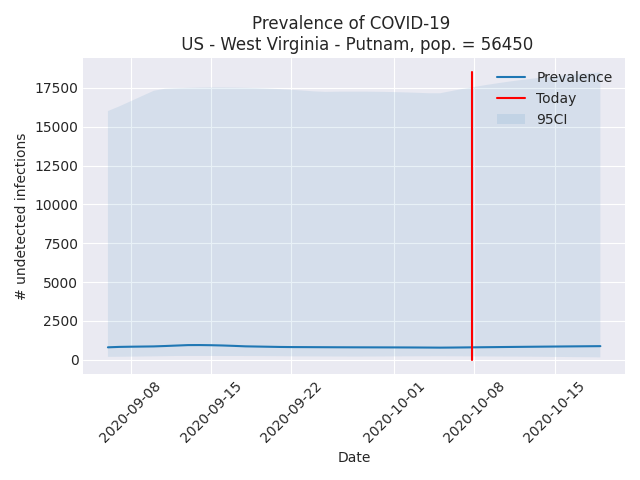 Prevalence of COVID-19
US - West Virginia - Putnam, pop. = 56450
Prevalence
Today
95CI
# undetected infections
17500
15000
12500
10000
7500
5000
2500
0
2020-09-08
2020-09-15
2020-09-22
2020-10-01
2020-10-08
2020-10-15
Date